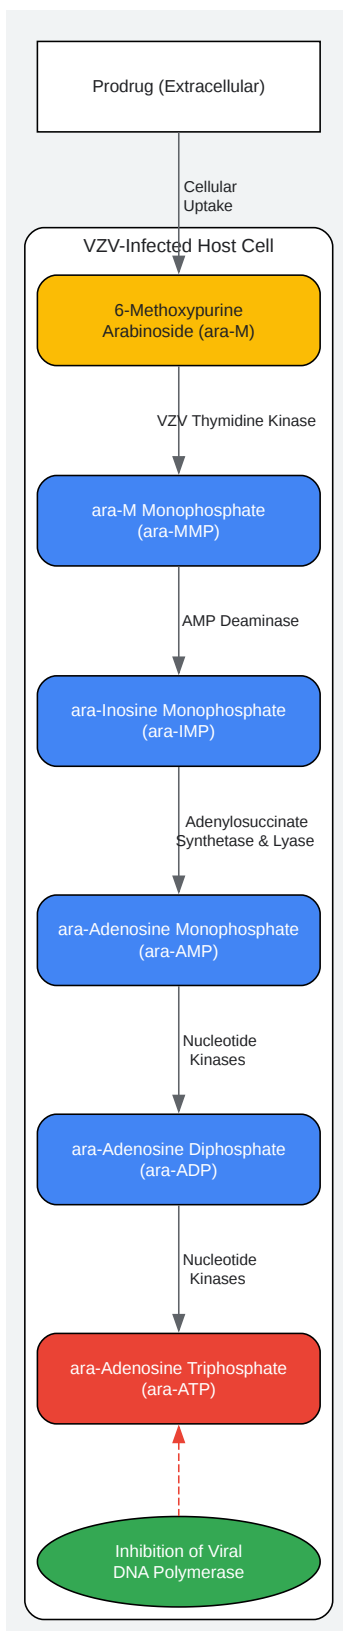 Prodrug (Extracellular)
Cellular
Uptake
VZV-Infected Host Cell
6-Methoxypurine
Arabinoside (ara-M)
VZV Thymidine Kinase
ara-M Monophosphate
(ara-MMP)
AMP Deaminase
ara-Inosine Monophosphate
(ara-IMP)
Adenylosuccinate
Synthetase & Lyase
ara-Adenosine Monophosphate
(ara-AMP)
Nucleotide
Kinases
ara-Adenosine Diphosphate
(ara-ADP)
Nucleotide
Kinases
ara-Adenosine Triphosphate
(ara-ATP)
Inhibition of Viral
DNA Polymerase